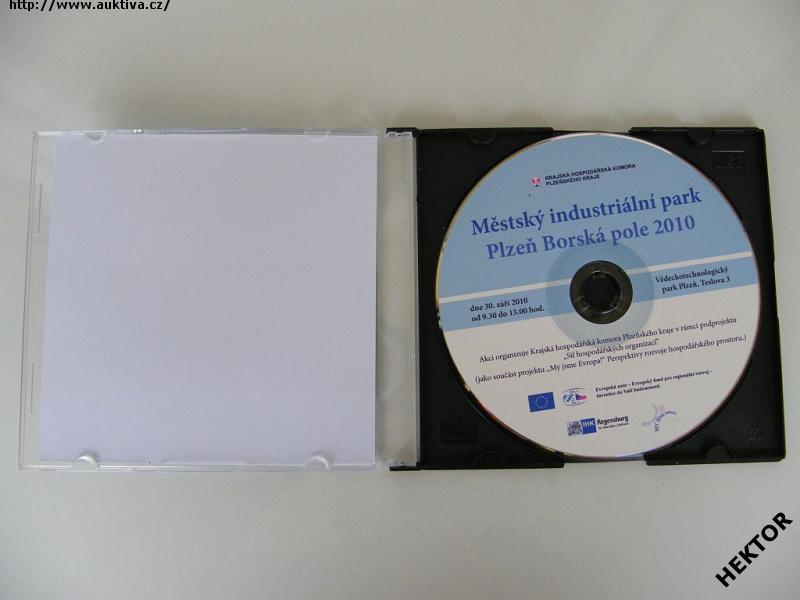 http://www.auktiva.cz/
KRAJSKÁ HOSPODÁŘSKÁ KOMORA
PLZEŇSKÉHO KRAJE
Městský industriální park
Plzeň Borská pole 2010
dne 30. září 2010
od 9.30 do 15.00 hod.
Vědeckotechnologický
park Plzeň, Teslova 3
Akci organizuje Krajská hospodářská komora Plzeňského kraje v rámci podprojektu
„Síť hospodářských organizací"
(jako součást projektu „My jsme Evropa!" Perspektivy rozvoje hospodářského prostoru.)
Evropská unie – Evropský fond pro regionální rozvoj –
Investice do Vaší budoucnosti
IHK Regensburg
HEKTOR